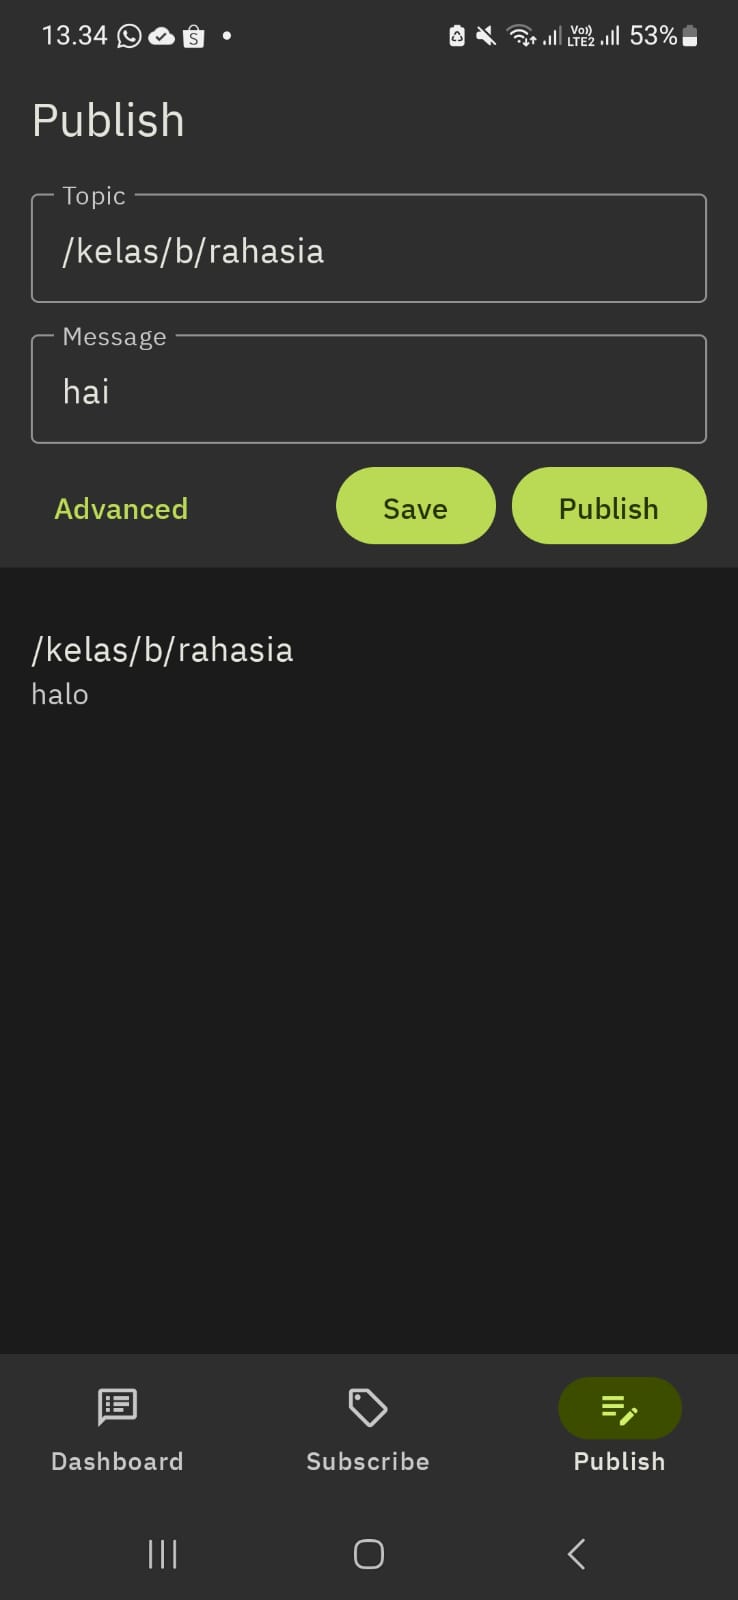 13.34
Vo))
LTE2
53%
Publish
Topic
/kelas/b/rahasia
Message
hai
Advanced
Save
Publish
/kelas/b/rahasia
halo
Dashboard
Subscribe
Publish